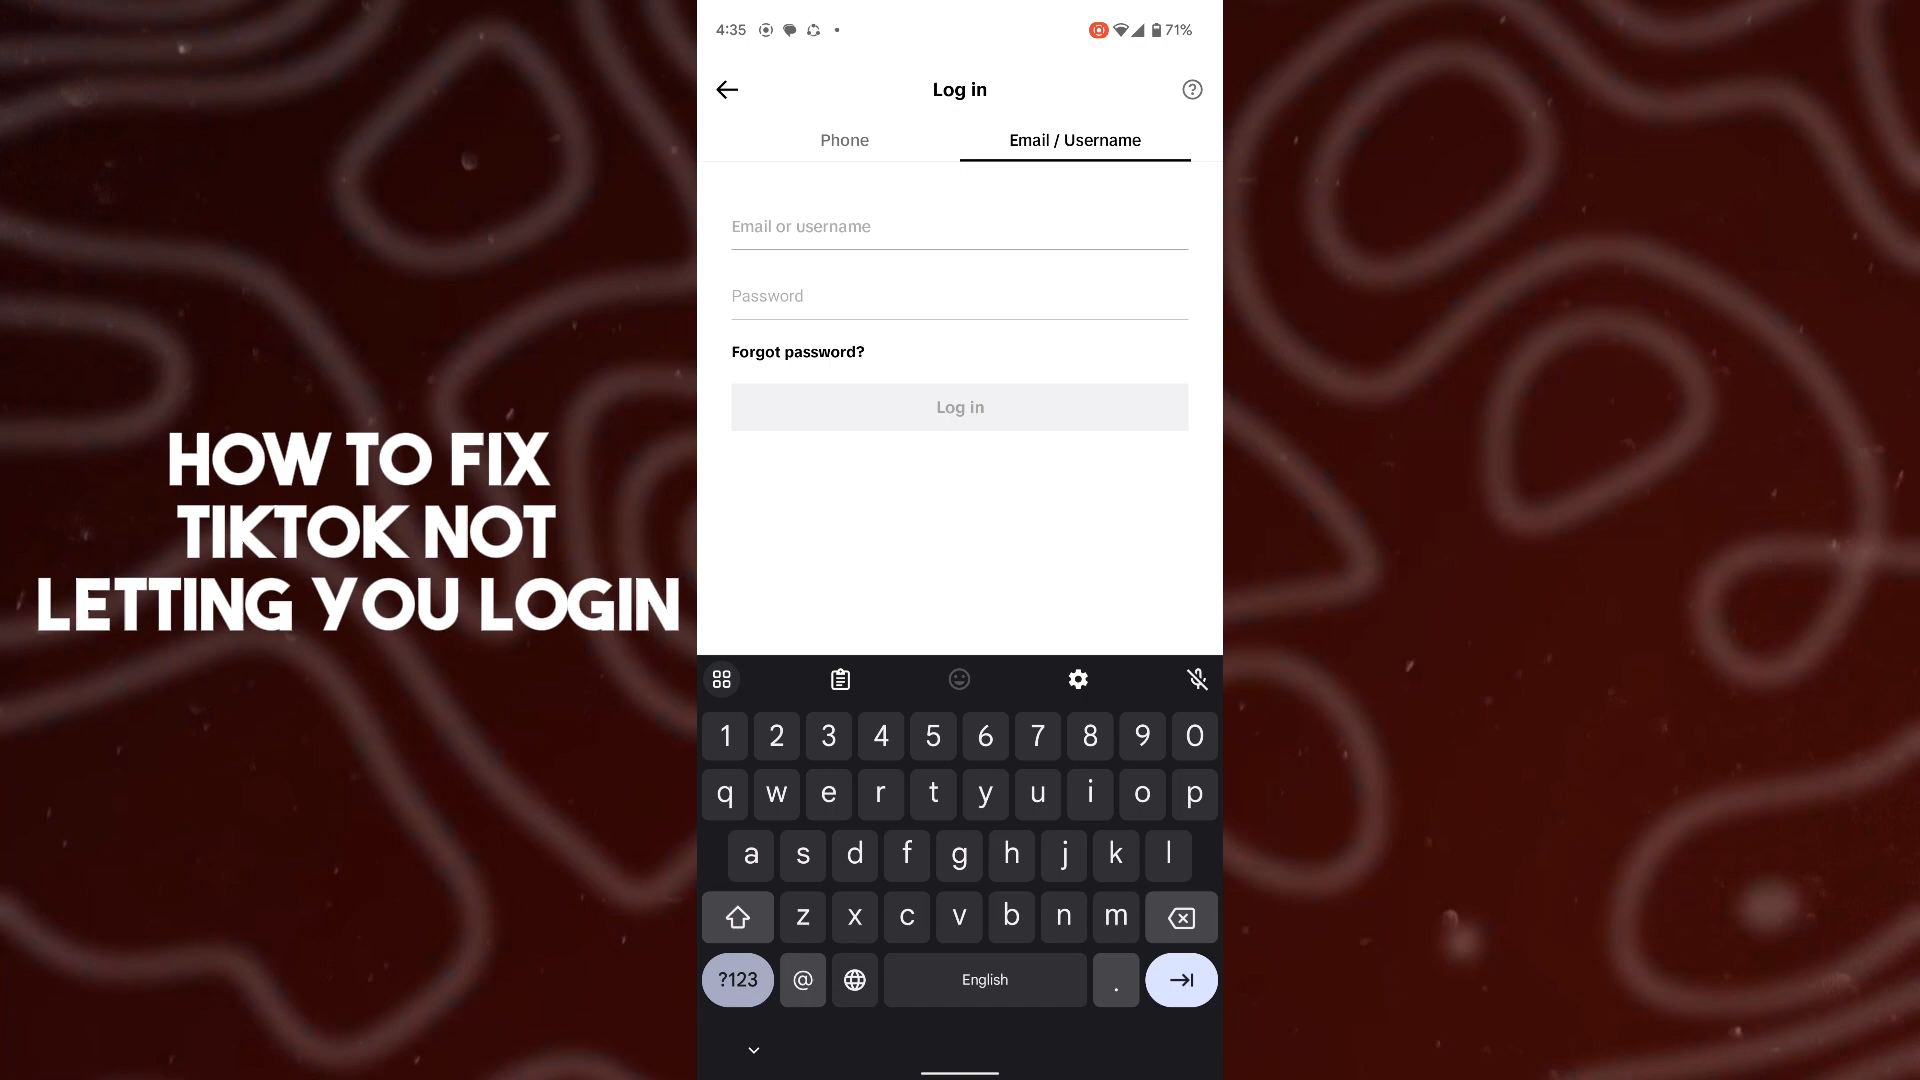 4:35
71%
Log in
Phone
Email / Username
Email or username
Password
Forgot password?
Log in
HOW TO FIX
TIKTOK NOT
LETTING YOU LOGIN
1 2 3 4 5 6 7 8 9 0
q w e r t y u i o p
a s d f g h j k l
z x c v b n m
?123 @ English .